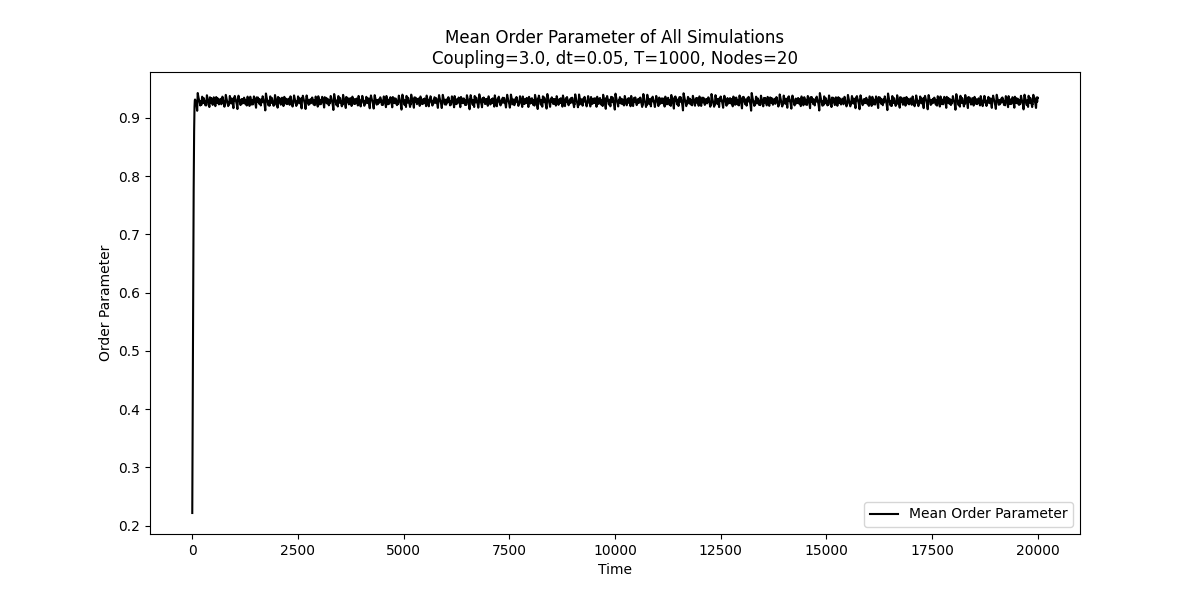 Mean Order Parameter of All Simulations
Coupling=3.0, dt=0.05, T=1000, Nodes=20
Order Parameter
0.9
0.8
0.7
0.6
0.5
0.4
0.3
0.2
Mean Order Parameter
0 2500 5000 7500 10000 12500 15000 17500 20000
Time